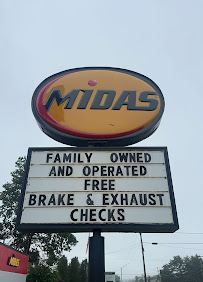 MIDAS
FAMILY OWNED
AND OPERATED
FREE
BRAKE & EXHAUST
CHECKS